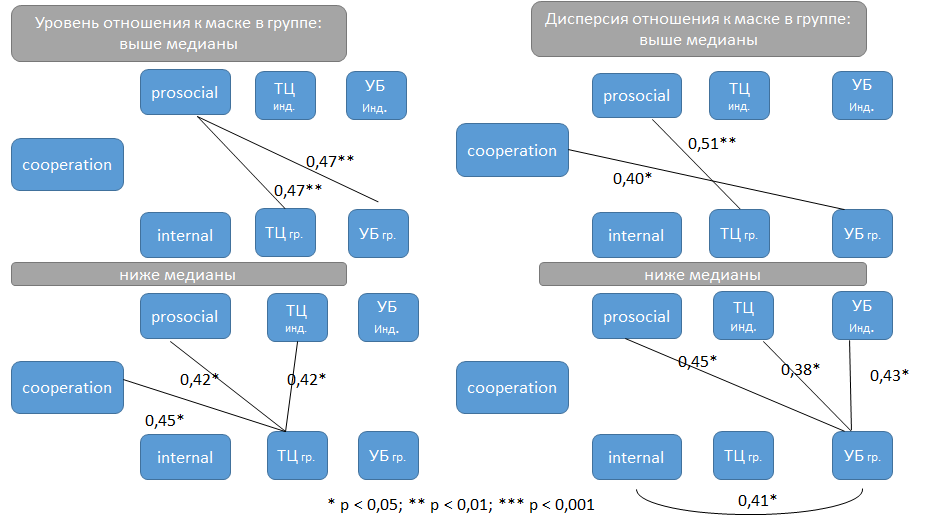 Уровень отношения к маске в группе:
выше медианы
prosocial
ТЦ
инд.
УБ
Инд.
cooperation
0,47**
0,47**
internal
ТЦ гр.
УБ гр.
ниже медианы
prosocial
ТЦ
инд.
УБ
Инд.
cooperation
0,42*
0,42*
0,45*
internal
ТЦ гр.
УБ гр.
Дисперсия отношения к маске в группе:
выше медианы
prosocial
ТЦ
инд.
УБ
Инд.
cooperation
0,51**
0,40*
internal
ТЦ гр.
УБ гр.
ниже медианы
prosocial
ТЦ
инд.
УБ
Инд.
cooperation
0,45*
0,38*
0,43*
internal
ТЦ гр.
УБ гр.
0,41*
* p < 0,05; ** p < 0,01; *** p < 0,001